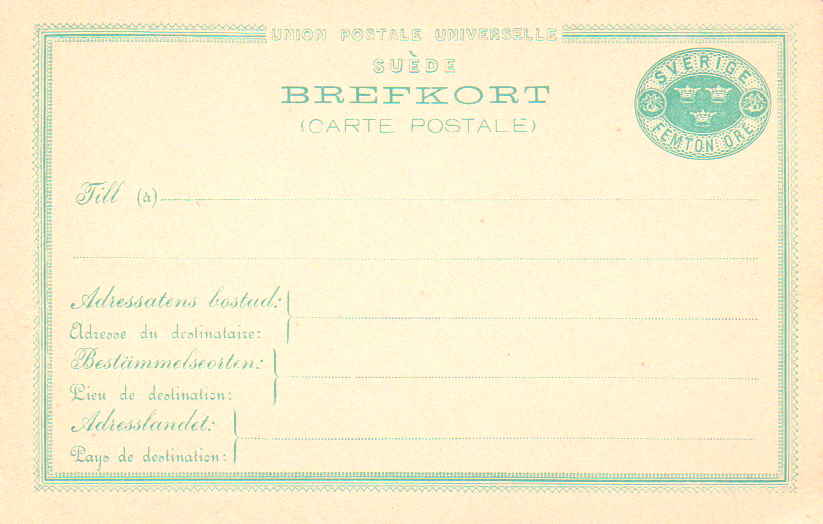 UNION POSTALE UNIVERSELLE
SUÈDE
BREFKORT
(CARTE POSTALE)
SVERIGE
FEMTON ÖRE
Till (à)
Adressatens bostad:
Adresse du destinataire:
Bestämmelseorten:
Lieu de destination:
Adresslandet:
Pays de destination: